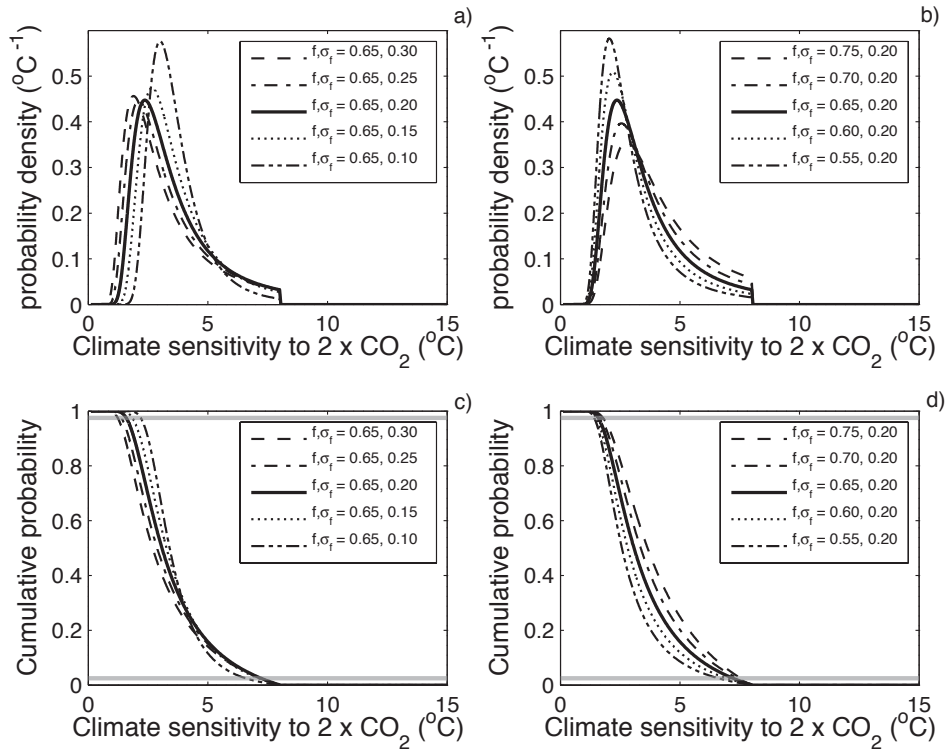 a)
probability density (°C⁻¹)
0.5
0.4
0.3
0.2
0.1
0
0
5
10
15
f,σf = 0.65, 0.30
f,σf = 0.65, 0.25
f,σf = 0.65, 0.20
f,σf = 0.65, 0.15
f,σf = 0.65, 0.10
Climate sensitivity to 2 x CO₂ (°C)
b)
probability density (°C⁻¹)
0.5
0.4
0.3
0.2
0.1
0
0
5
10
15
f,σf = 0.75, 0.20
f,σf = 0.70, 0.20
f,σf = 0.65, 0.20
f,σf = 0.60, 0.20
f,σf = 0.55, 0.20
Climate sensitivity to 2 x CO₂ (°C)
c)
Cumulative probability
1
0.8
0.6
0.4
0.2
0
0
5
10
15
f,σf = 0.65, 0.30
f,σf = 0.65, 0.25
f,σf = 0.65, 0.20
f,σf = 0.65, 0.15
f,σf = 0.65, 0.10
Climate sensitivity to 2 x CO₂ (°C)
d)
Cumulative probability
1
0.8
0.6
0.4
0.2
0
0
5
10
15
f,σf = 0.75, 0.20
f,σf = 0.70, 0.20
f,σf = 0.65, 0.20
f,σf = 0.60, 0.20
f,σf = 0.55, 0.20
Climate sensitivity to 2 x CO₂ (°C)